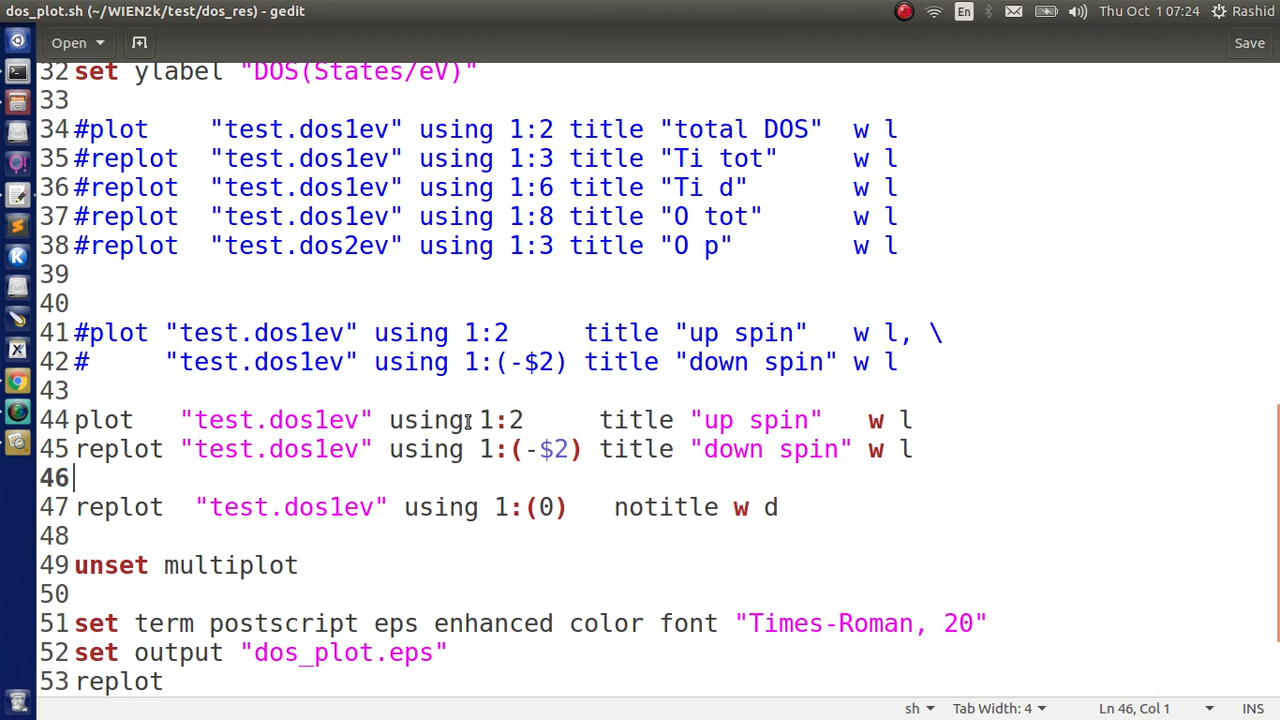 dos_plot.sh (~/WIEN2k/test/dos_res) - gedit
En
Thu Oct 1 07:24
Rashid
Open
Save
32 set ylabel "DOS(States/eV)"
33
34 #plot    "test.dos1ev" using 1:2 title "total DOS"  w l
35 #replot  "test.dos1ev" using 1:3 title "Ti tot"     w l
36 #replot  "test.dos1ev" using 1:6 title "Ti d"       w l
37 #replot  "test.dos1ev" using 1:8 title "O tot"      w l
38 #replot  "test.dos2ev" using 1:3 title "O p"        w l
39
40
41 #plot "test.dos1ev" using 1:2     title "up spin"   w l, \
42 #     "test.dos1ev" using 1:(-$2) title "down spin" w l
43
44 plot   "test.dos1ev" using 1:2     title "up spin"   w l
45 replot "test.dos1ev" using 1:(-$2) title "down spin" w l
46
47 replot  "test.dos1ev" using 1:(0)   notitle w d
48
49 unset multiplot
50
51 set term postscript eps enhanced color font "Times-Roman, 20"
52 set output "dos_plot.eps"
53 replot
sh
Tab Width: 4
Ln 46, Col 1
INS